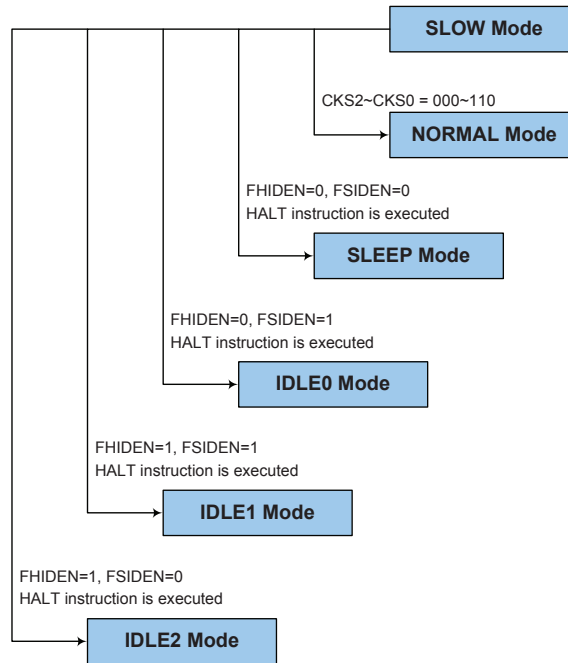 SLOW Mode
CKS2~CKS0 = 000~110
NORMAL Mode
FHIDEN=0, FSIDEN=0
HALT instruction is executed
SLEEP Mode
FHIDEN=0, FSIDEN=1
HALT instruction is executed
IDLE0 Mode
FHIDEN=1, FSIDEN=1
HALT instruction is executed
IDLE1 Mode
FHIDEN=1, FSIDEN=0
HALT instruction is executed
IDLE2 Mode